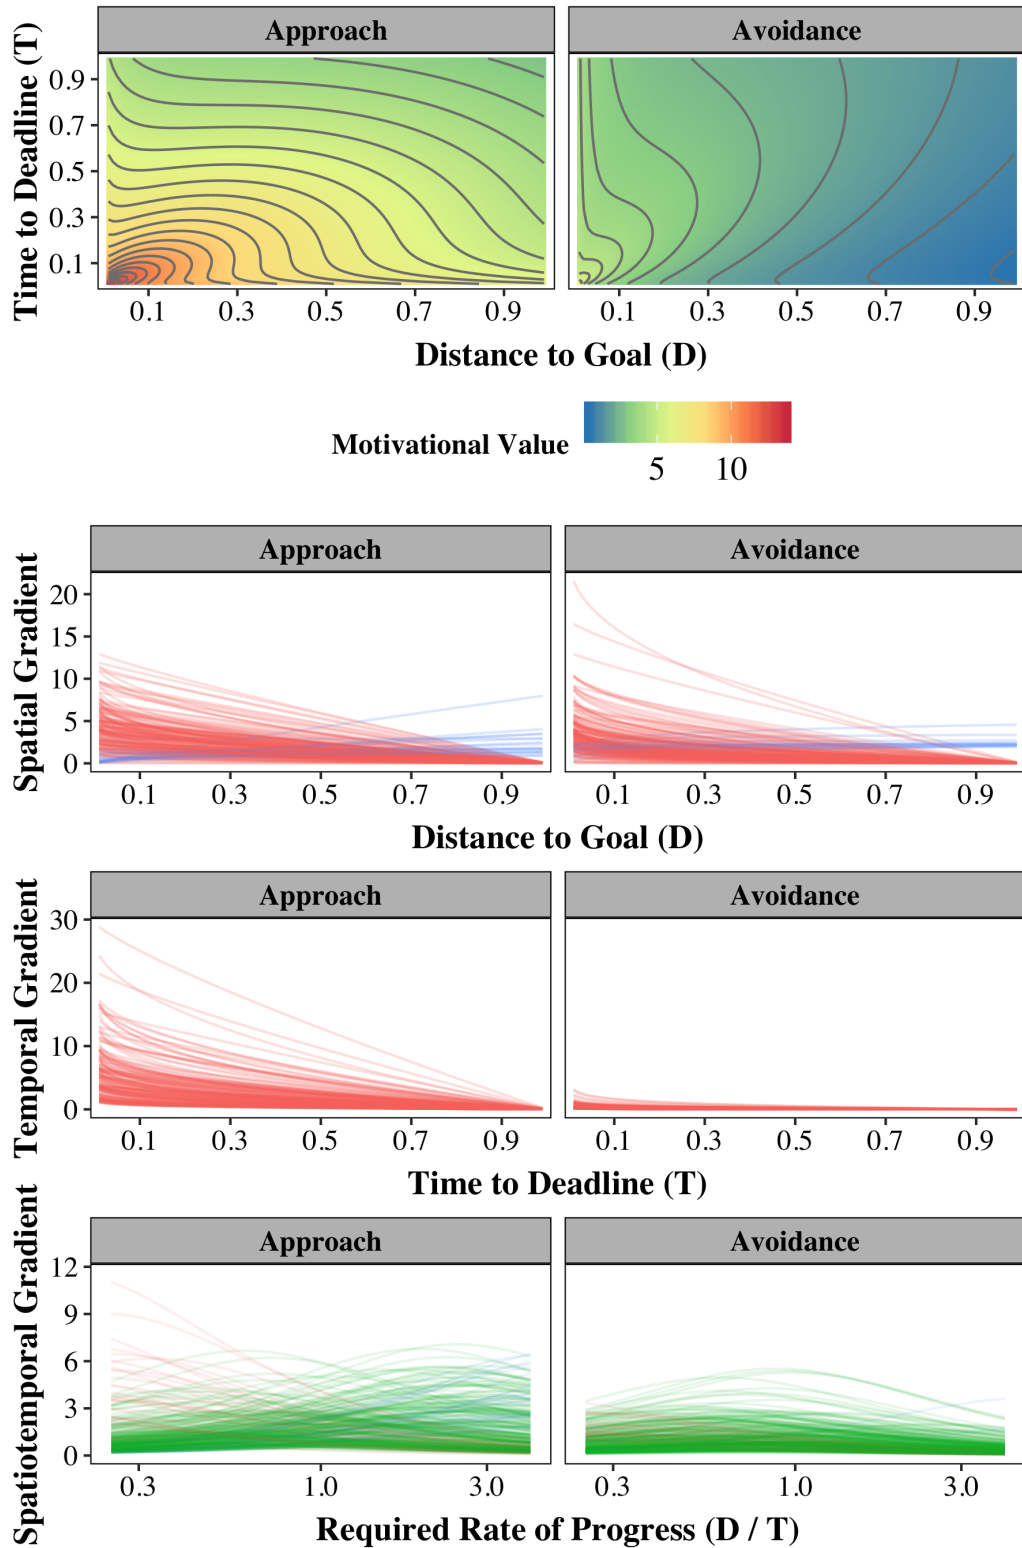 Approach Avoidance
Time to Deadline (T)
0.9
0.7
0.5
0.3
0.1
0.1 0.3 0.5 0.7 0.9 0.1 0.3 0.5 0.7 0.9
Distance to Goal (D)
Motivational Value
5 10
Approach Avoidance
Spatial Gradient
20
15
10
5
0
0.1 0.3 0.5 0.7 0.9 0.1 0.3 0.5 0.7 0.9
Distance to Goal (D)
Approach Avoidance
Temporal Gradient
30
20
10
0
0.1 0.3 0.5 0.7 0.9 0.1 0.3 0.5 0.7 0.9
Time to Deadline (T)
Approach Avoidance
Spatiotemporal Gradient
12
9
6
3
0
0.3 1.0 3.0 0.3 1.0 3.0
Required Rate of Progress (D / T)